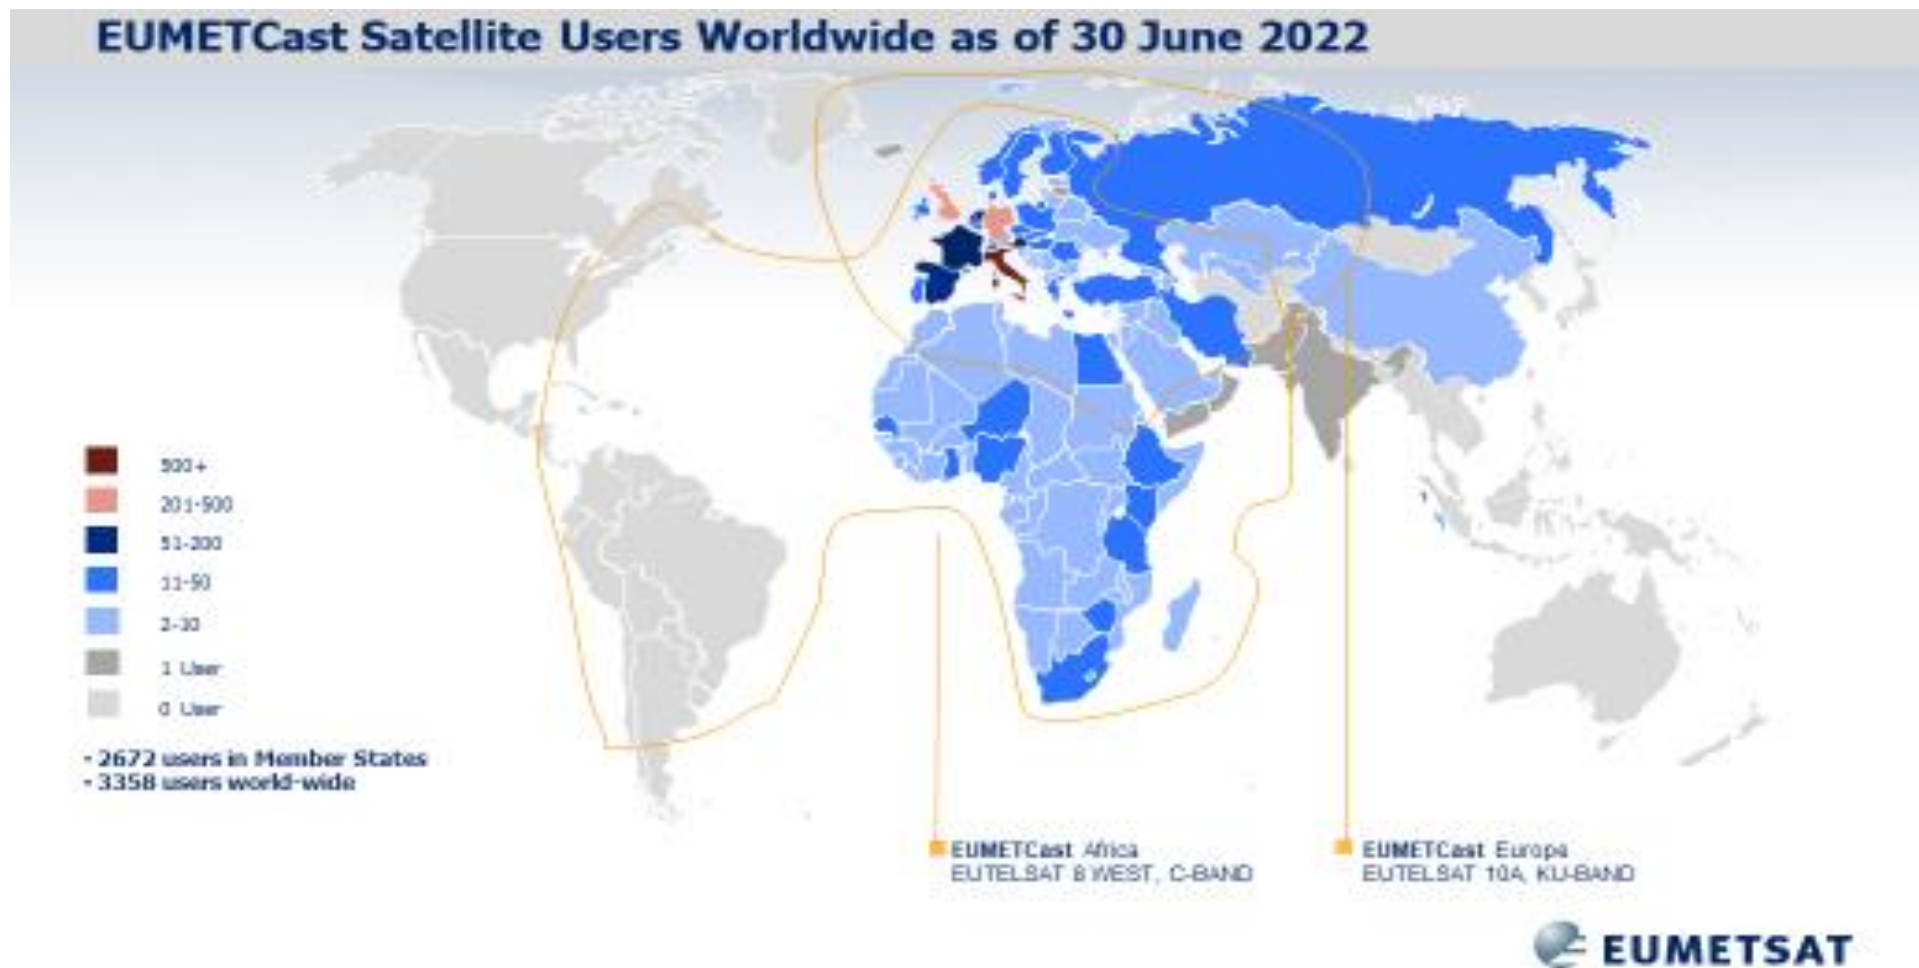 EUMETCast Satellite Users Worldwide as of 30 June 2022
500+
201-500
51-200
11-50
2-10
1 User
0 User
- 2672 users in Member States
- 3358 users world-wide
EUMETCast Africa
EUTELSAT 8 WEST, C-BAND
EUMETCast Europe
EUTELSAT 10A, KU-BAND
EUMETSAT